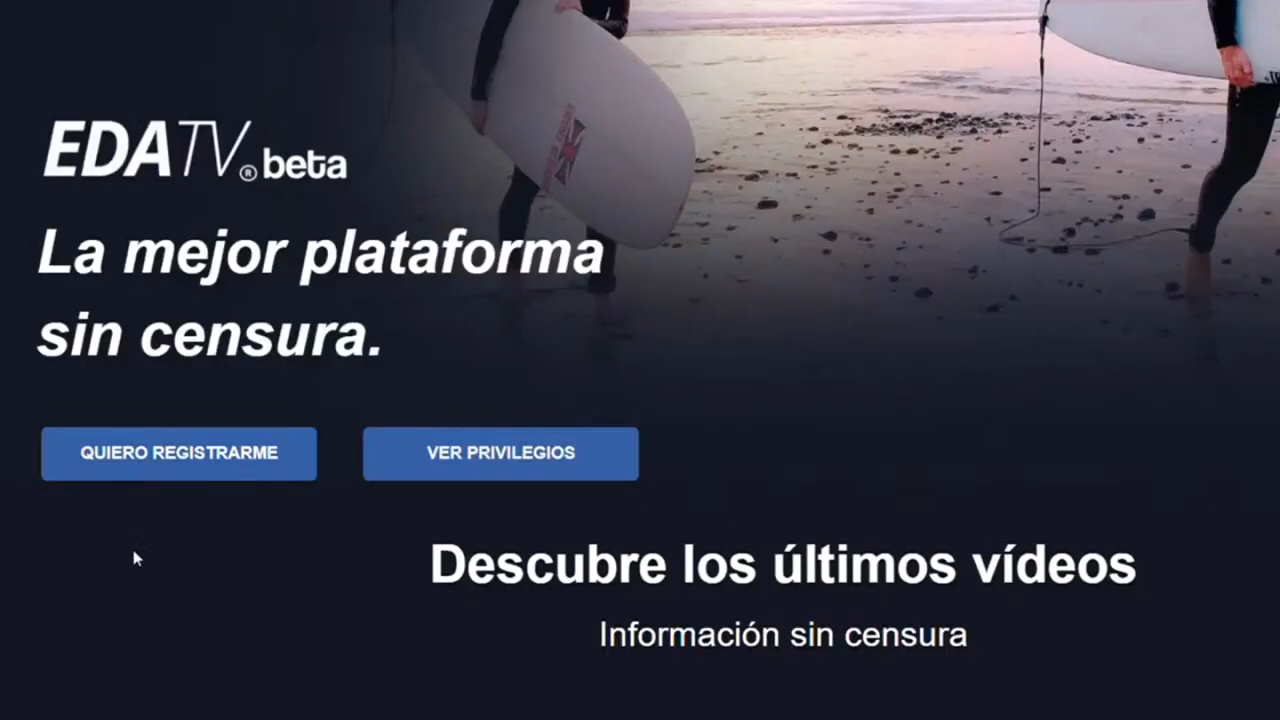 EDATV® beta
La mejor plataforma
sin censura.
QUIERO REGISTRARME
VER PRIVILEGIOS
Descubre los últimos vídeos
Información sin censura